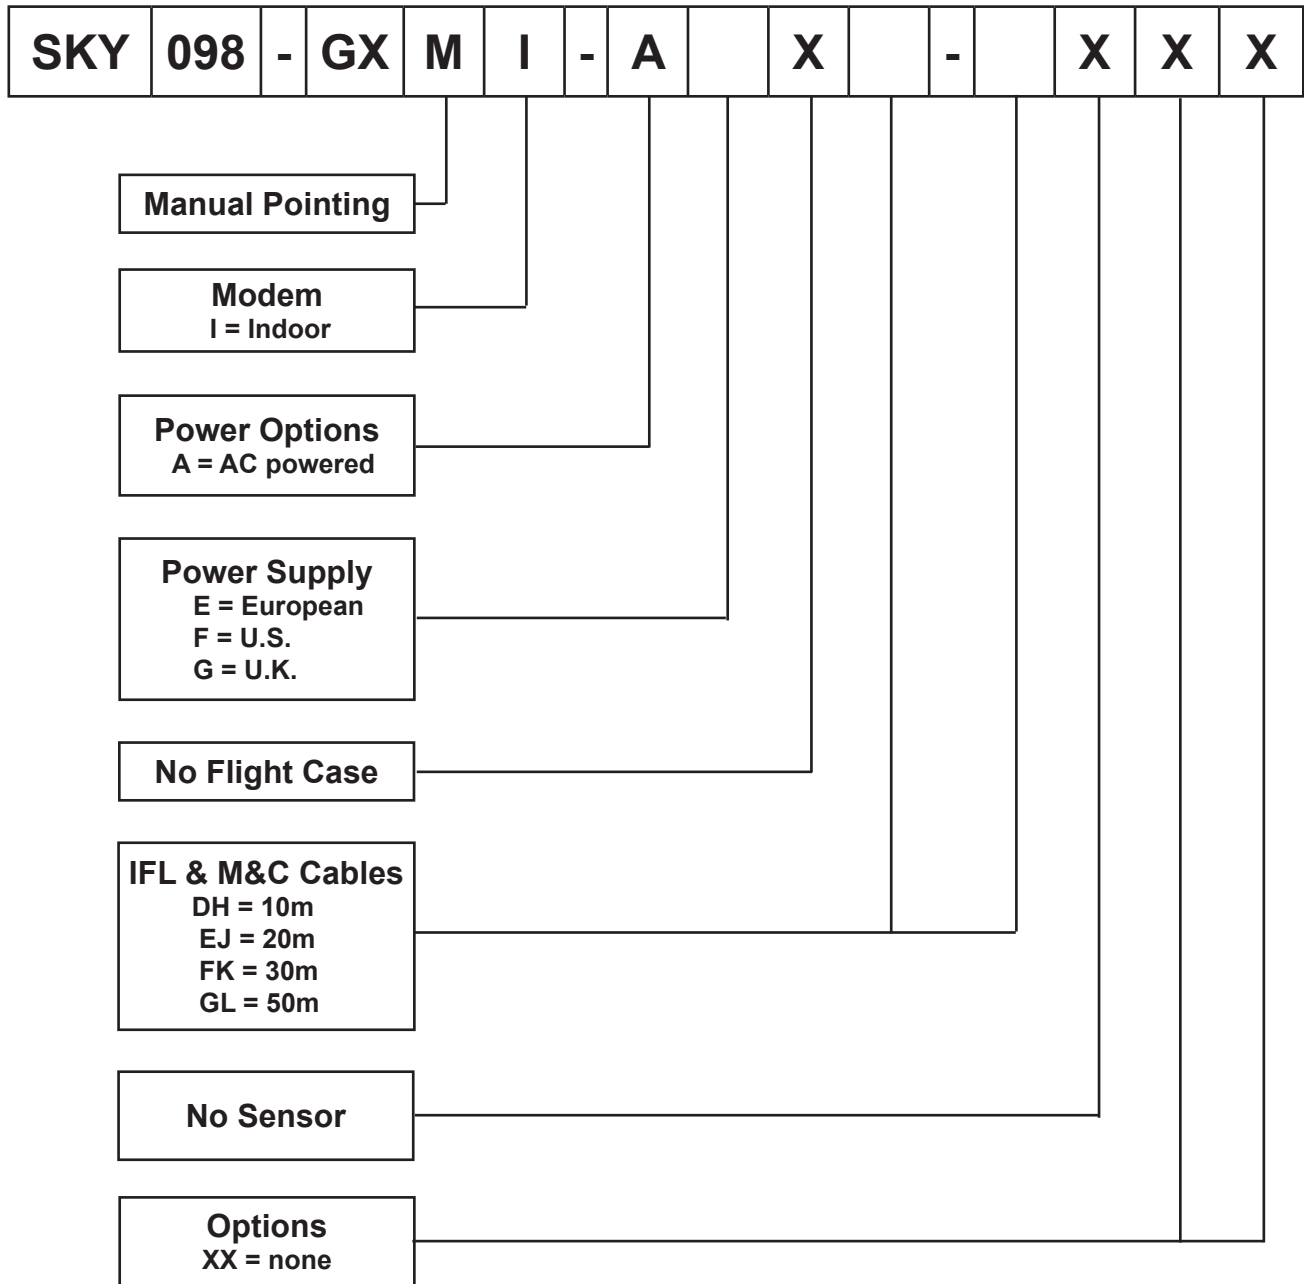 SKY 098 - GX M I - A X - X X X
Manual Pointing
Modem
I = Indoor
Power Options
A = AC powered
Power Supply
E = European
F = U.S.
G = U.K.
No Flight Case
IFL & M&C Cables
DH = 10m
EJ = 20m
FK = 30m
GL = 50m
No Sensor
Options
XX = none